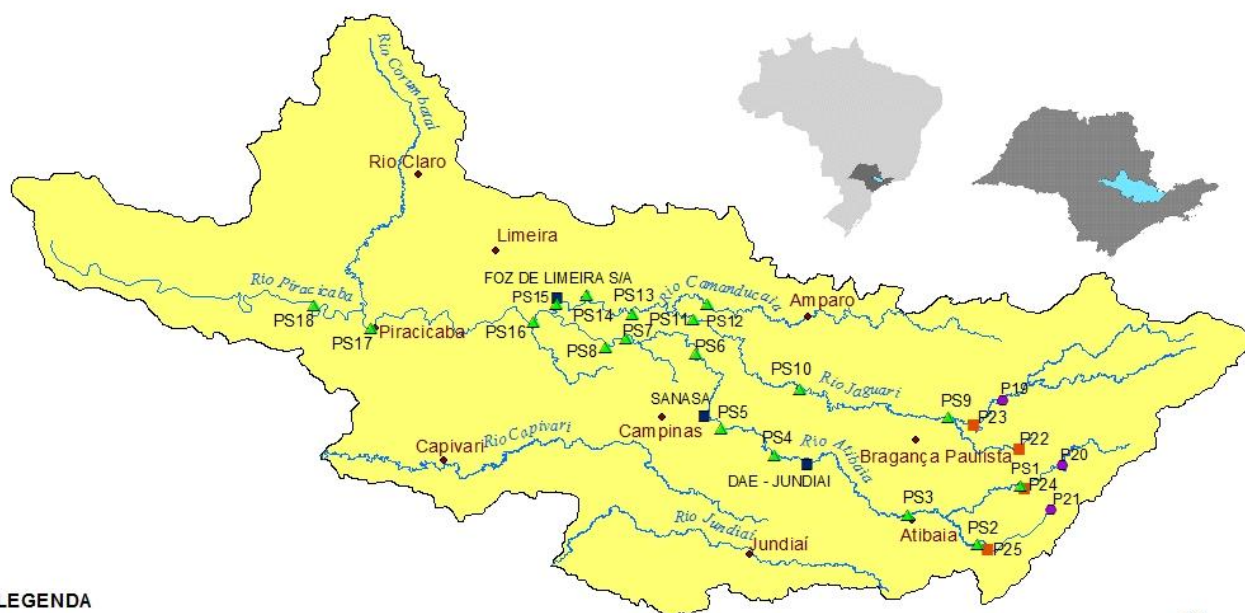 Rio Corumbataí
Rio Claro
Limeira
FOZ DE LIMEIRA S/A
Rio Camanducaia
Amparo
Rio Piracicaba
PS18
PS17
Piracicaba
PS16
PS15
PS14
PS13
PS11
PS12
PS7
PS8
PS6
PS10
Rio Jaguari
PS9
P19
P23
SANASA
PS5
Campinas
PS4
Rio Atibaia
DAE - JUNDIAI
Bragança Paulista
P22
P20
PS1
P24
P21
Capivari
Rio Capivari
PS3
Atibaia
PS2
P25
Rio Jundiaí
Jundiaí
LEGENDA